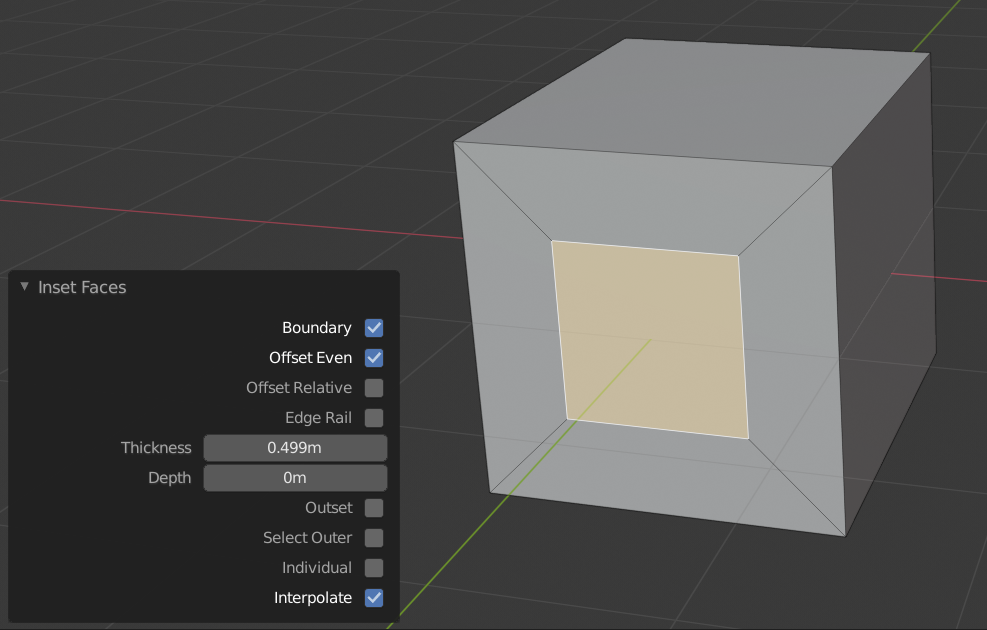 Inset Faces
Boundary
Offset Even
Offset Relative
Edge Rail
Thickness 0.499m
Depth 0m
Outset
Select Outer
Individual
Interpolate